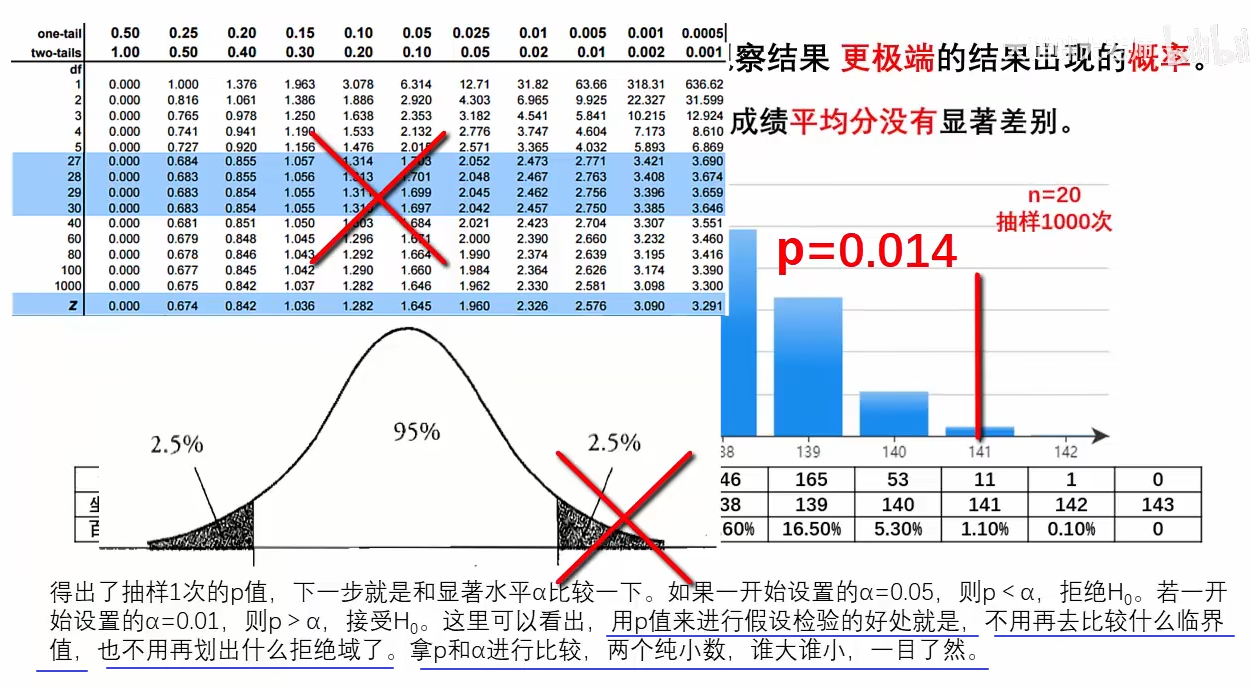 one-tail 0.50 0.25 0.20 0.15 0.10 0.05 0.025 0.01 0.005 0.001 0.0005
two-tails 1.00 0.50 0.40 0.30 0.20 0.10 0.05 0.02 0.01 0.002 0.001
df
1 0.000 1.000 1.376 1.963 3.078 6.314 12.71 31.82 63.66 318.31 636.62
2 0.000 0.816 1.061 1.386 1.886 2.920 4.303 6.965 9.925 22.327 31.599
3 0.000 0.765 0.978 1.250 1.638 2.353 3.182 4.541 5.841 10.215 12.924
4 0.000 0.741 0.941 1.190 1.533 2.132 2.776 3.747 4.604 7.173 8.610
5 0.000 0.727 0.920 1.156 1.476 2.015 2.571 3.365 4.032 5.893 6.869
27 0.000 0.684 0.855 1.057 1.314 1.703 2.052 2.473 2.771 3.421 3.690
28 0.000 0.683 0.855 1.056 1.313 1.701 2.048 2.467 2.763 3.408 3.674
29 0.000 0.683 0.854 1.055 1.311 1.699 2.045 2.462 2.756 3.396 3.659
30 0.000 0.683 0.854 1.055 1.310 1.697 2.042 2.457 2.750 3.385 3.646
40 0.000 0.681 0.851 1.050 1.303 1.684 2.021 2.423 2.704 3.307 3.551
60 0.000 0.679 0.848 1.045 1.296 1.671 2.000 2.390 2.660 3.232 3.460
80 0.000 0.678 0.846 1.043 1.292 1.664 1.990 2.374 2.639 3.195 3.416
100 0.000 0.677 0.845 1.042 1.290 1.660 1.984 2.364 2.626 3.174 3.390
1000 0.000 0.675 0.842 1.037 1.282 1.646 1.962 2.330 2.581 3.098 3.300
Z 0.000 0.674 0.842 1.036 1.282 1.645 1.960 2.326 2.576 3.090 3.291
察结果 更极端的结果出现的概率。
成绩平均分没有显著差别。
n=20
抽样1000次
p=0.014
2.5% 95% 2.5%
38 139 140 141 142
46 165 53 11 1 0
38 139 140 141 142 143
.60% 16.50% 5.30% 1.10% 0.10% 0
得出了抽样1次的p值，下一步就是和显著水平α比较一下。如果一开始设置的α=0.05，则p<α，拒绝H₀。若一开
始设置的α=0.01，则p>α，接受H₀。这里可以看出，用p值来进行假设检验的好处就是，不用再去比较什么临界
值，也不用再划出什么拒绝域了。拿p和α进行比较，两个纯小数，谁大谁小，一目了然。